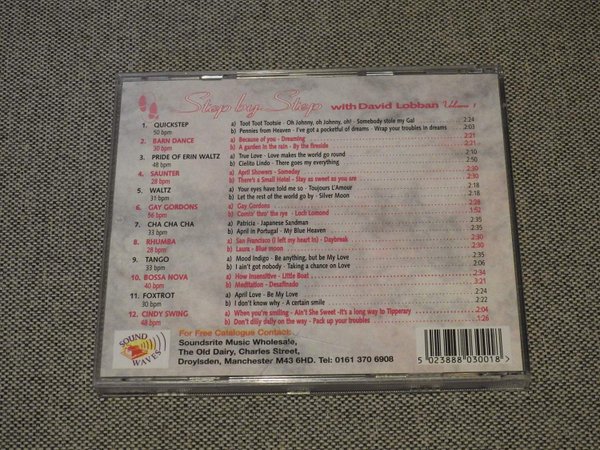 Step by Step with David Lobban Volume 1
1. QUICKSTEP a) Toot Toot Tootsie - Oh Johnny, oh Johnny, oh! - Somebody stole my Gal 2:24
50 bpm b) Pennies from Heaven - I've got a pocketful of dreams - Wrap your troubles in dreams 2:03
2. BARN DANCE a) Because of you - Dreaming
30 bpm b) A garden in the rain - By the fireside
3. PRIDE OF ERIN WALTZ a) True Love - Love makes the world go round 2:10
48 bpm b) Cielito Lindo - There goes my everything 2:50
4. SAUNTER a) April Showers - Someday 2:30
28 bpm b) There's a Small Hotel - Stay as sweet as you are 2:30
5. WALTZ a) Your eyes have told me so - Toujours L'Amour 2:18
31 bpm b) Let the rest of the world go by - Silver Moon 2:18
6. GAY GORDONS a) Gay Gordons 2:28
56 bpm b) Comin' thro' the rye - Loch Lomond 1:52
7. CHA CHA CHA a) Patricia - Japanese Sandman 2:35
33 bpm b) April in Portugal - My Blue Heaven
8. RHUMBA a) San Francisco (I left my heart in) - Daybreak 2:30
28 bpm b) Laura - Blue moon 2:30
9. TANGO a) Mood Indigo - Be anything, but be My Love 2:35
33 bpm b) I ain't got nobody - Taking a chance on Love 2:06
10. BOSSA NOVA a) How Insensitive - Little Boat 2:34
40 bpm b) Meditation - Desafinado 3:21
11. FOXTROT a) April Love - Be My Love
30 bpm b) I don't know why - A certain smile
12. CINDY SWING a) When you're smiling - Ain't She Sweet -It's a long way to Tipperary 2:04
48 bpm b) Don't dilly dally on the way - Pack up your troubles 1:26
SOUND WAVES
For Free Catalogue Contact:
Soundsrite Music Wholesale,
The Old Dairy, Charles Street,
Droylsden, Manchester M43 6HD. Tel: 0161 370 6908
5 023888 030018 >